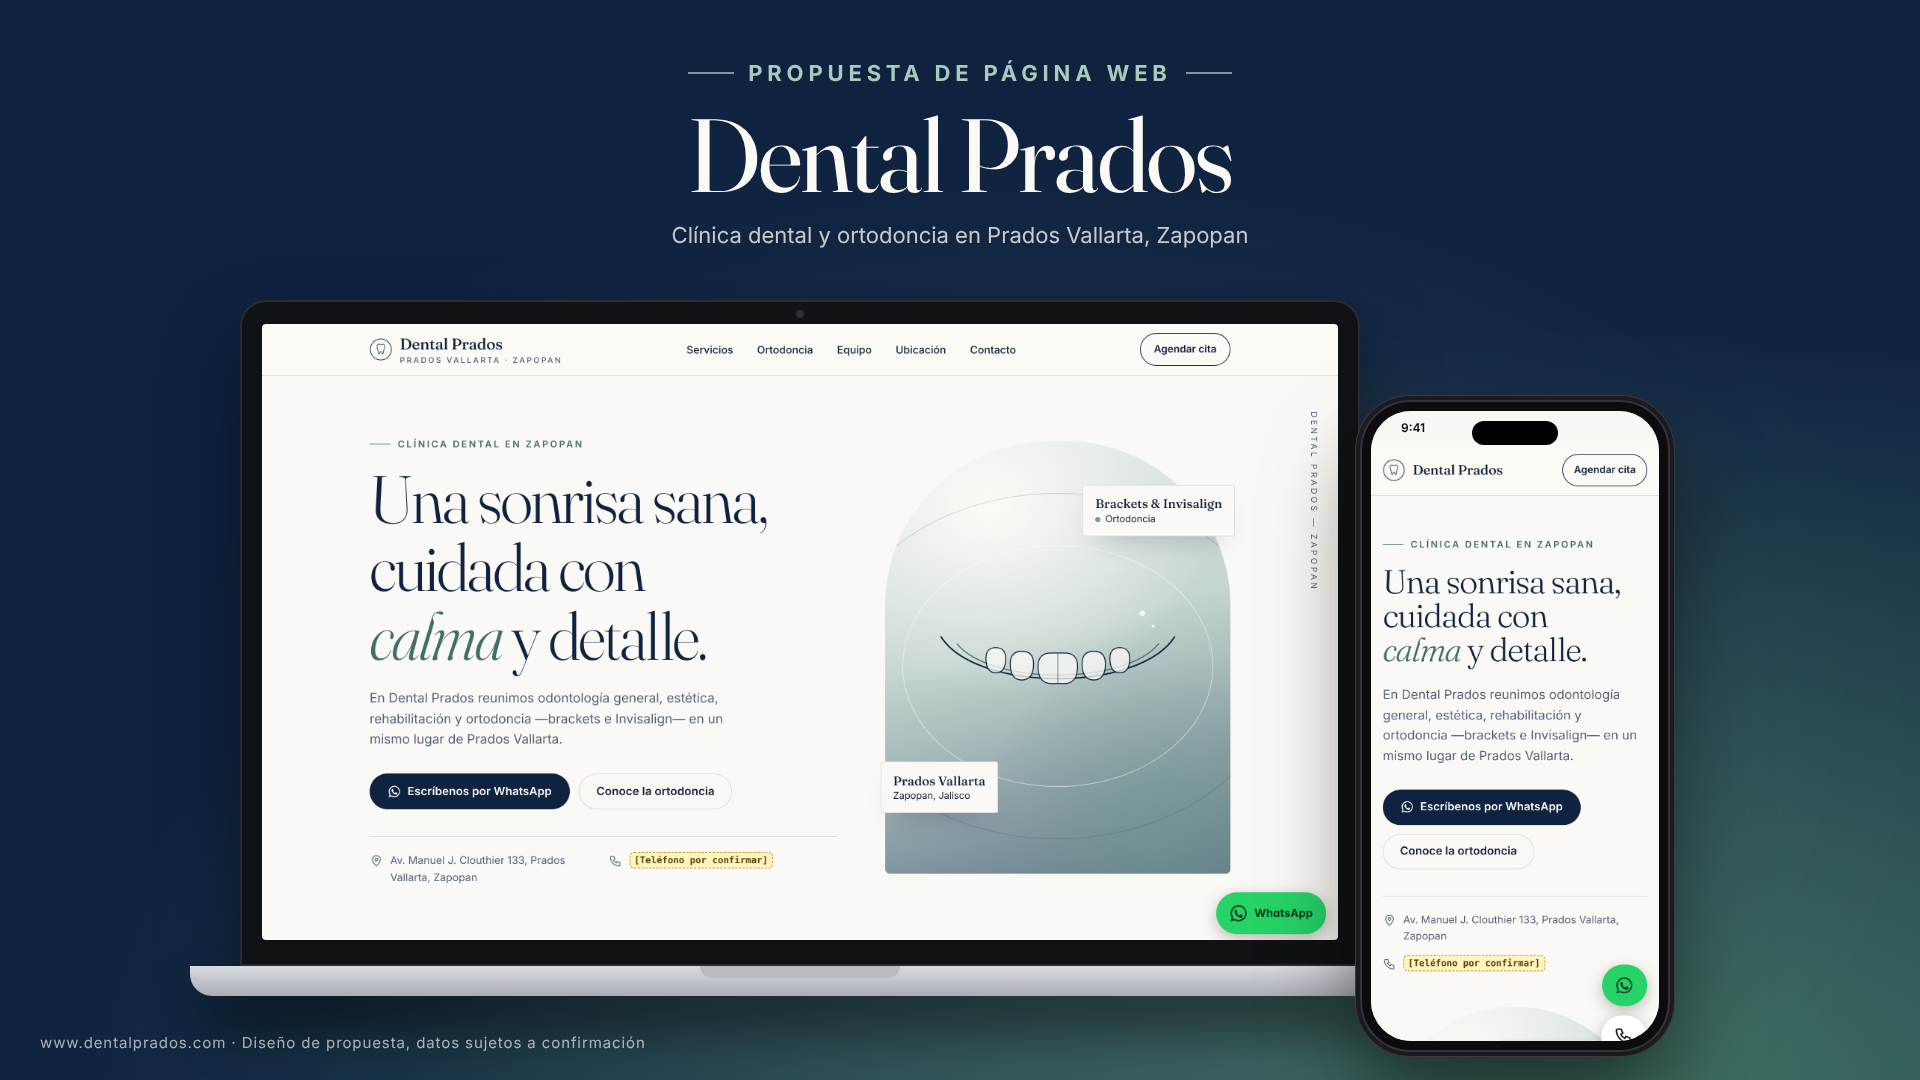 PROPUESTA DE PÁGINA WEB
Dental Prados
Clínica dental y ortodoncia en Prados Vallarta, Zapopan
Dental Prados
PRADOS VALLARTA · ZAPOPAN
Servicios
Ortodoncia
Equipo
Ubicación
Contacto
Agendar cita
CLÍNICA DENTAL EN ZAPOPAN
Una sonrisa sana,
cuidada con
calma y detalle.
En Dental Prados reunimos odontología general, estética,
rehabilitación y ortodoncia —brackets e Invisalign— en un
mismo lugar de Prados Vallarta.
Escríbenos por WhatsApp
Conoce la ortodoncia
Av. Manuel J. Clouthier 133, Prados
Vallarta, Zapopan
[Teléfono por confirmar]
Brackets & Invisalign
Ortodoncia
Prados Vallarta
Zapopan, Jalisco
DENTAL PRADOS — ZAPOPAN
WhatsApp
9:41
Dental Prados
Agendar cita
CLÍNICA DENTAL EN ZAPOPAN
Una sonrisa sana,
cuidada con
calma y detalle.
En Dental Prados reunimos odontología
general, estética, rehabilitación y
ortodoncia —brackets e Invisalign— en un
mismo lugar de Prados Vallarta.
Escríbenos por WhatsApp
Conoce la ortodoncia
Av. Manuel J. Clouthier 133, Prados Vallarta,
Zapopan
[Teléfono por confirmar]
www.dentalprados.com · Diseño de propuesta, datos sujetos a confirmación